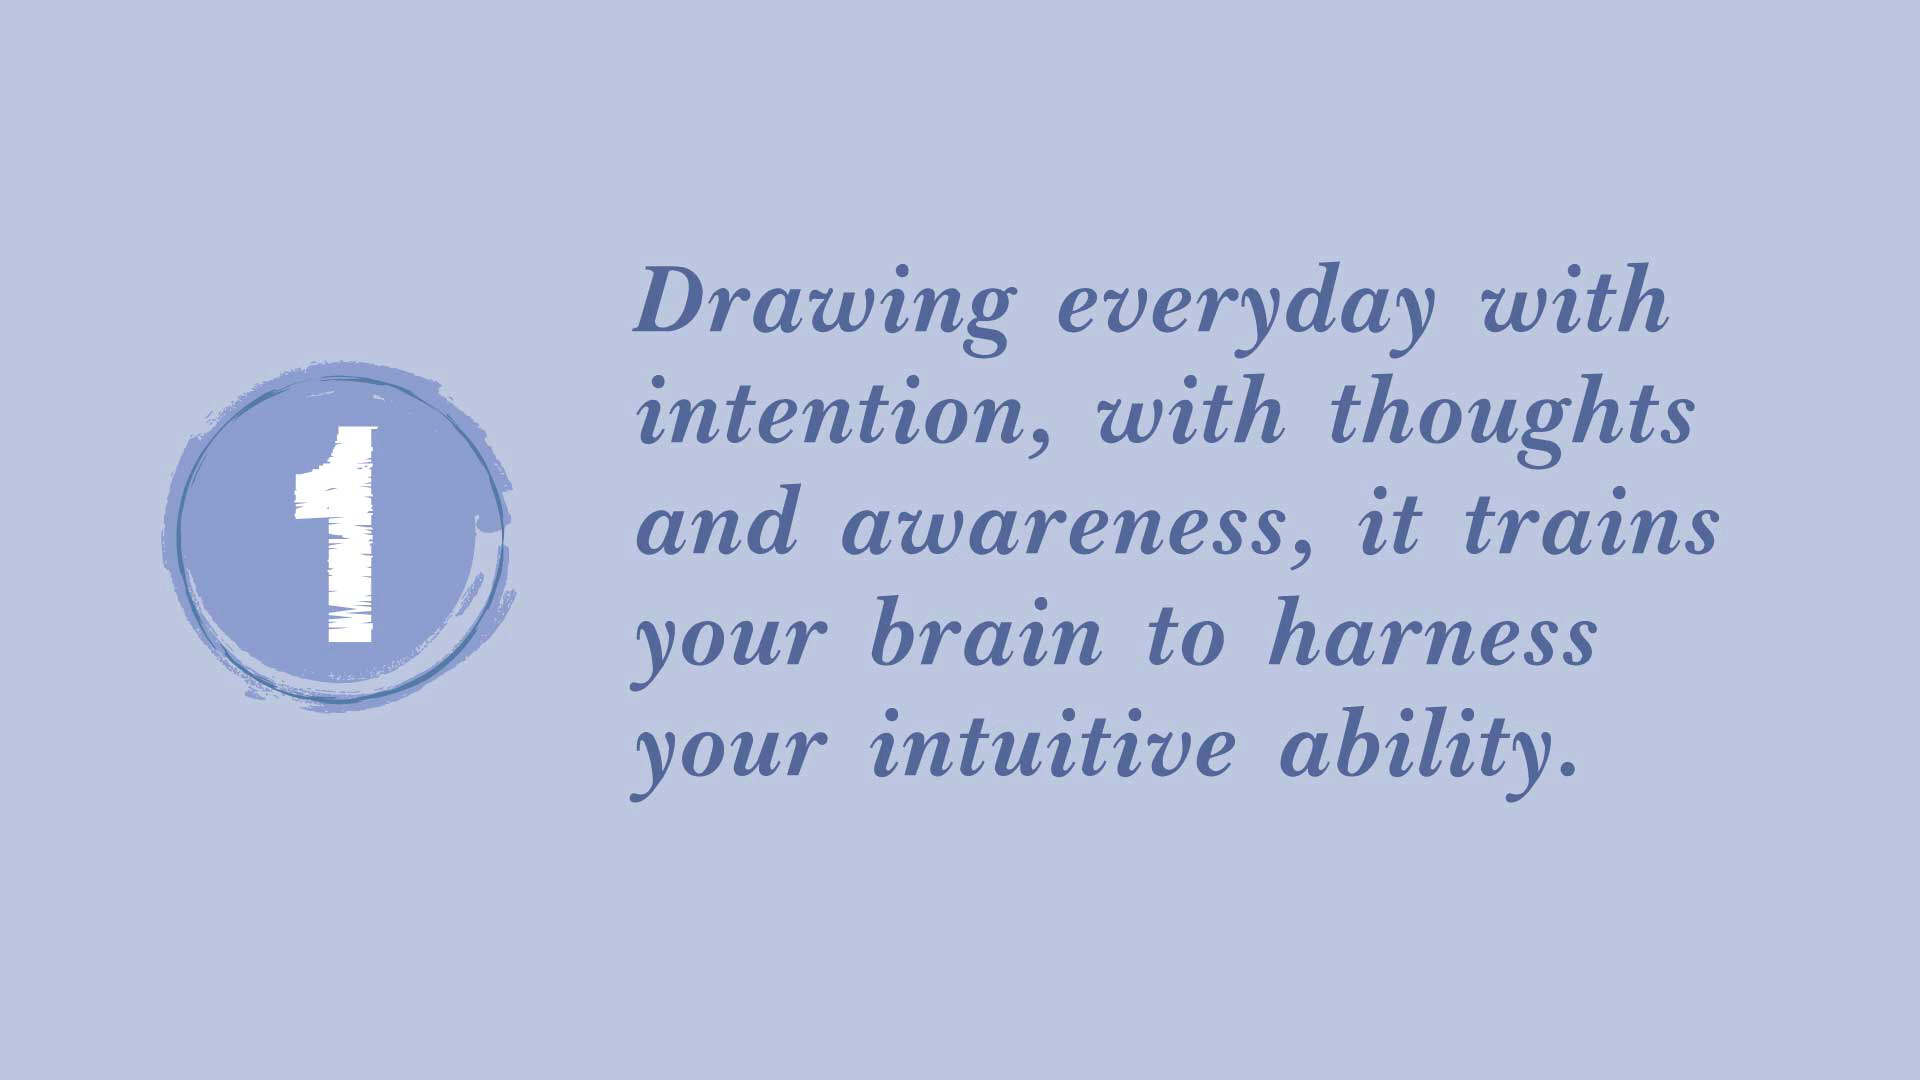 1
Drawing everyday with
intention, with thoughts
and awareness, it trains
your brain to harness
your intuitive ability.